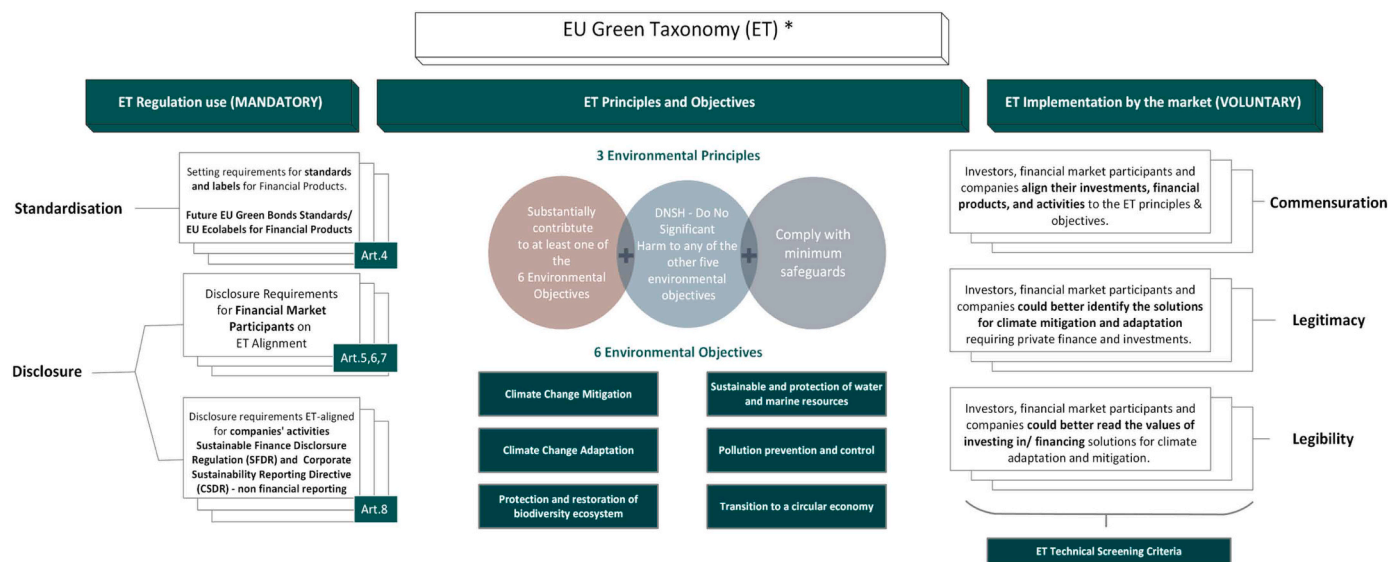 EU Green Taxonomy (ET) *
ET Regulation use (MANDATORY)
ET Principles and Objectives
ET Implementation by the market (VOLUNTARY)
Standardisation
Setting requirements for standards
and labels for Financial Products.
Future EU Green Bonds Standards/
EU Ecolabels for Financial Products
Art.4
Disclosure
Disclosure Requirements
for Financial Market
Participants on
ET Alignment
Art.5,6,7
Disclosure requirements ET-aligned
for companies' activities
Sustainable Finance Disclorsure
Regulation (SFDR) and Corporate
Sustainability Reporting Directive
(CSDR) - non financial reporting
Art.8
3 Environmental Principles
Substantially
contribtute
to at least one of
the
6 Environmental
Objectives
+
DNSH - Do No
Significant
Harm to any of the
other five
environmental
objectives
+
Comply with
minimum
safeguards
6 Environmental Objectives
Climate Change Mitigation
Sustainable and protection of water
and marine resources
Climate Change Adaptation
Pollution prevention and control
Protection and restoration of
biodiversity ecosystem
Transition to a circular economy
Investors, financial market participants and
companies align their investments, financial
products, and activities to the ET principles &
objectives.
Commensuration
Investors, financial market participants and
companies could better identify the solutions
for climate mitigation and adaptation
requiring private finance and investments.
Legitimacy
Investors, financial market participants and
companies could better read the values of
investing in/ financing solutions for climate
adaptation and mitigation.
Legibility
ET Technical Screening Criteria